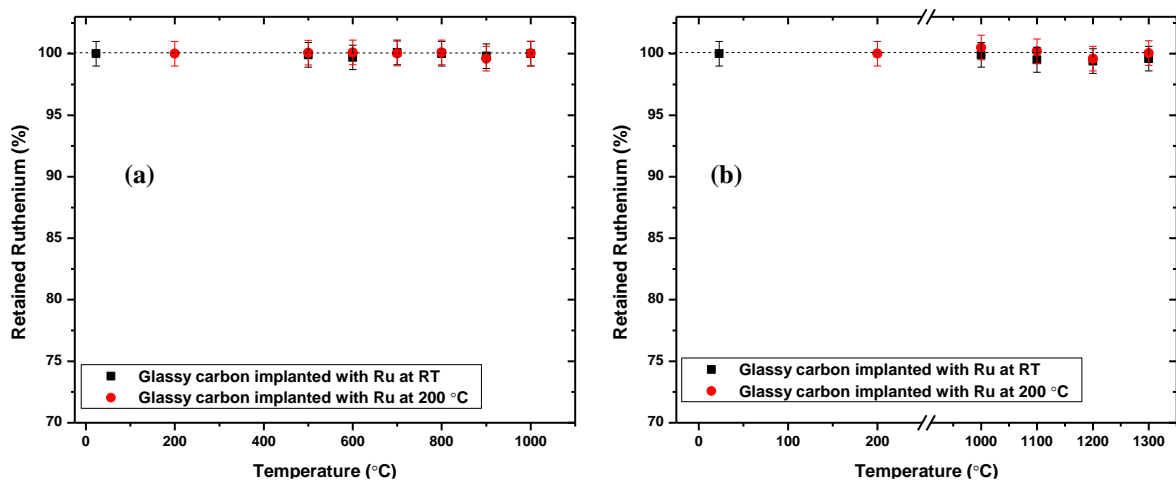 Retained Ruthenium (%)
100
95
90
85
80
75
70
(a)
Glassy carbon implanted with Ru at RT
Glassy carbon implanted with Ru at 200 °C
0 200 400 600 800 1000
Temperature (°C)
Retained Ruthenium (%)
100
95
90
85
80
75
70
(b)
Glassy carbon implanted with Ru at RT
Glassy carbon implanted with Ru at 200 °C
0 100 200 1000 1100 1200 1300
Temperature (°C)